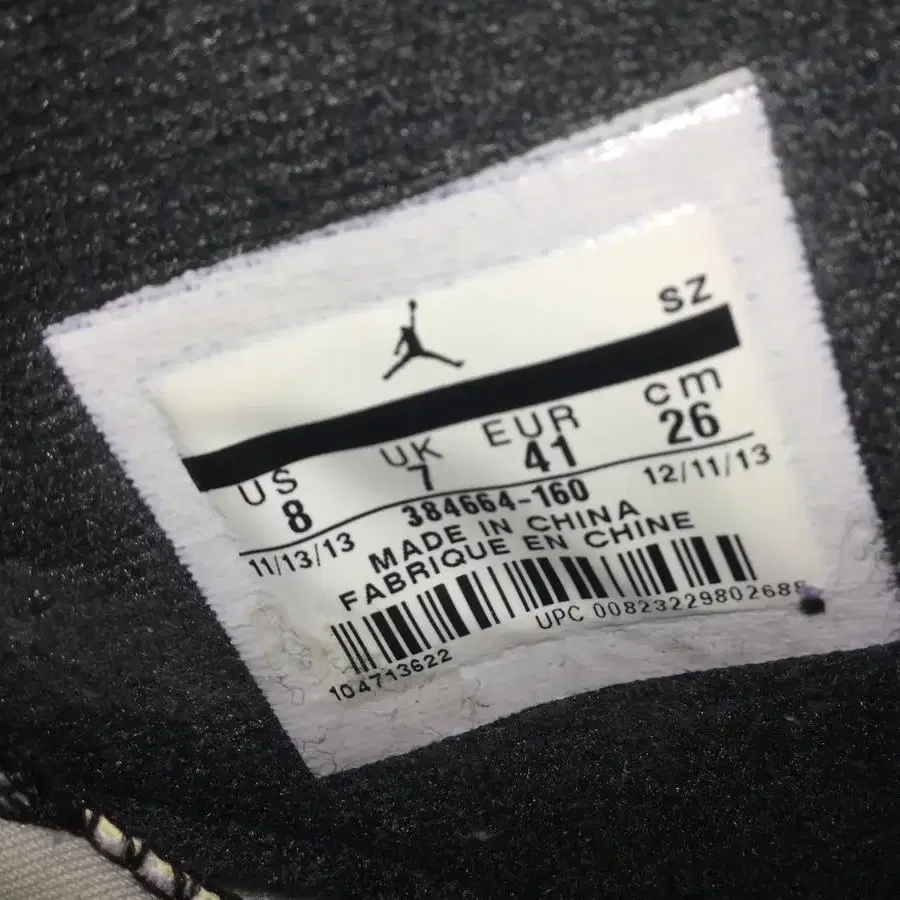 SZ
US UK EUR cm
8 7 41 26
384664-160
11/13/13 12/11/13
MADE IN CHINA
FABRIQUE EN CHINE
UPC 00823229802685
104713622